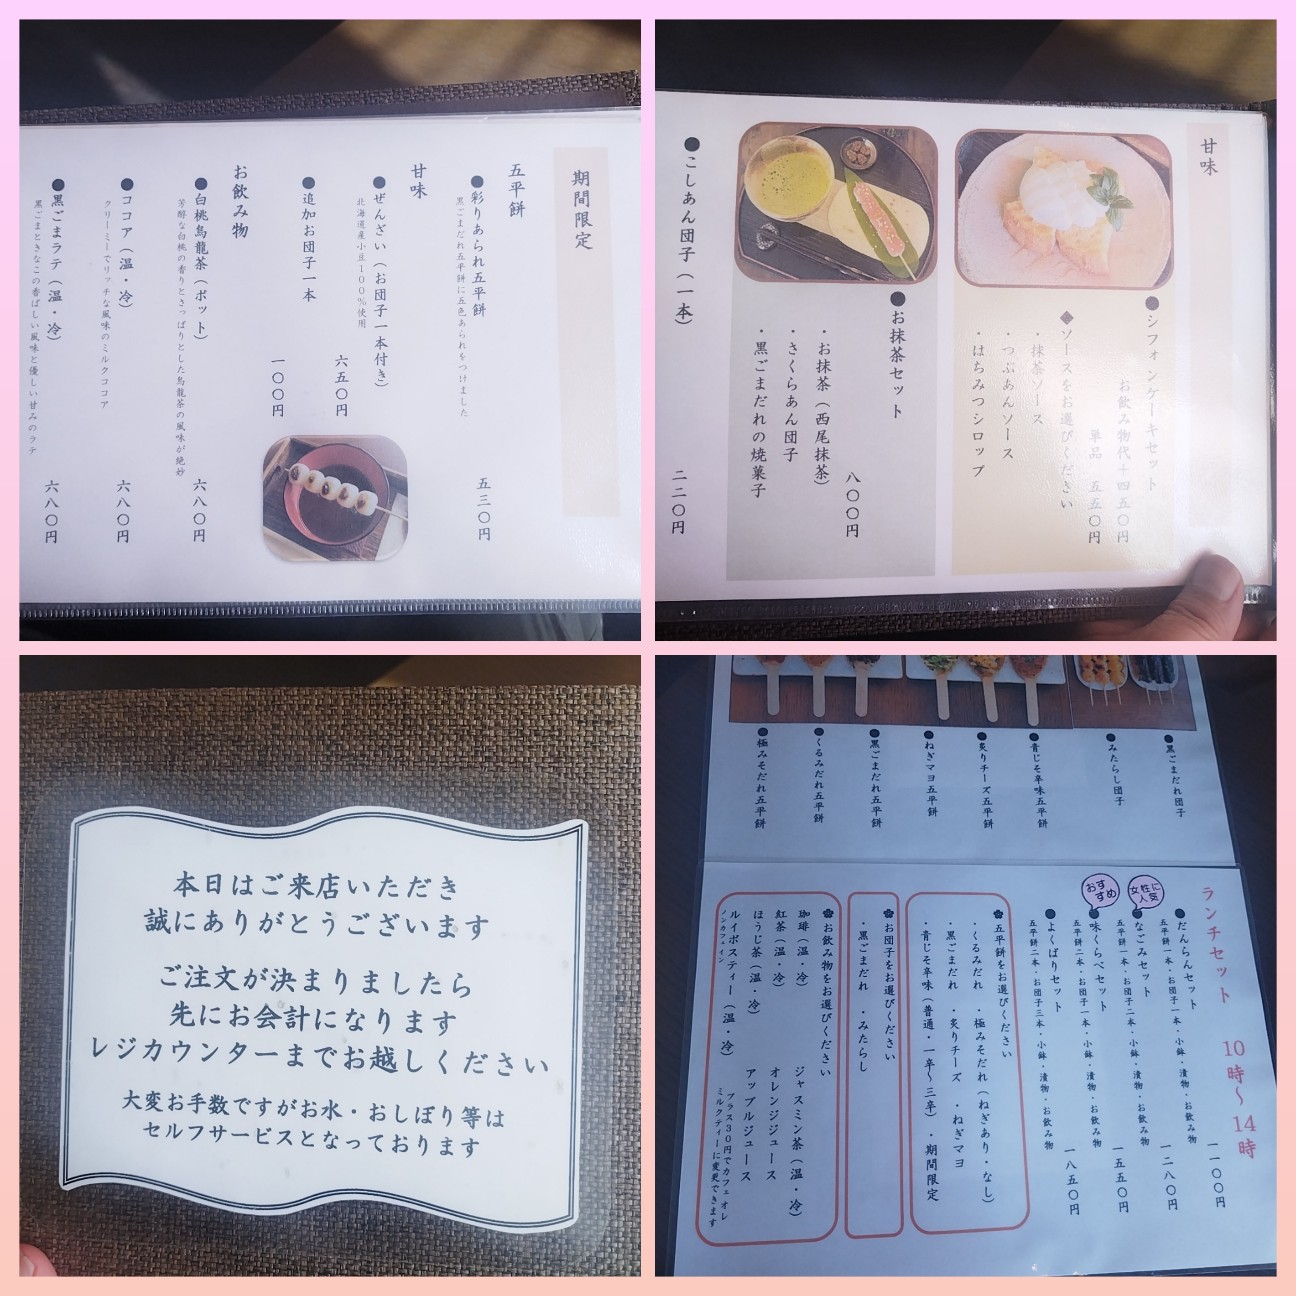 期間限定
五平餅
●彩りあられ五平餅
黒ごまだれ五平餅に五色あられをつけました
五三〇円
甘味
●ぜんざい（お団子一本付き）
北海道産小豆100％使用
六五〇円
●追加お団子一本
一〇〇円
お飲み物
●白桃烏龍茶（ポット）
芳醇な白桃の香りときっぱりとした烏龍茶の風味が絶妙
六八〇円
●ココア（温・冷）
クリーミーでリッチな風味のミルクココア
六八〇円
●黒ごまラテ（温・冷）
黒ごまときなこの香ばしい風味と優しい甘みのラテ
六八〇円
甘味
●シフォンケーキセット
お飲み物代＋四五〇円
単品 五五〇円
◆ソースをお選びください
・抹茶ソース
・つぶあんソース
・はちみつシロップ
●お抹茶セット
八〇〇円
・お抹茶（西尾抹茶）
・さくらあん団子
・黒ごまだれの焼菓子
●こしあん団子（一本）
二二〇円
本日はご来店いただき
誠にありがとうございます
ご注文が決まりましたら
先にお会計になります
レジカウンターまでお越しください
大変お手数ですがお水・おしぼり等は
セルフサービスとなっております
●黒ごまだれ団子
●みたらし団子
●青じそ辛味五平餅
●炙りチーズ五平餅
●ねぎマヨ五平餅
●黒ごまだれ五平餅
●くるみだれ五平餅
●極みそだれ五平餅
ランチセット 10時～14時
●だんらんセット
五平餅一本・お団子一本・小鉢・漬物・お飲み物
一一〇〇円
女性に人気
●なごみセット
五平餅一本・お団子二本・小鉢・漬物・お飲み物
一二八〇円
おすすめ
●味くらべセット
五平餅二本・お団子一本・小鉢・漬物・お飲み物
一五五〇円
●よくばりセット
五平餅二本・お団子三本・小鉢・漬物・お飲み物
一八五〇円
✿五平餅をお選びください
・くるみだれ ・極みそだれ（ねぎあり・なし）
・黒ごまだれ ・炙りチーズ ・ねぎマヨ
・青じそ辛味（普通・一辛～三辛）・期間限定
✿お団子をお選びください
・黒ごまだれ ・みたらし
✿お飲み物をお選びください
珈琲（温・冷） ジャスミン茶（温・冷）
紅茶（温・冷） オレンジジュース
ほうじ茶（温・冷） アップルジュース
ルイボスティー（温・冷）
ノンカフェイン
プラス30円でカフェオレ
ミルクティーに変更できます